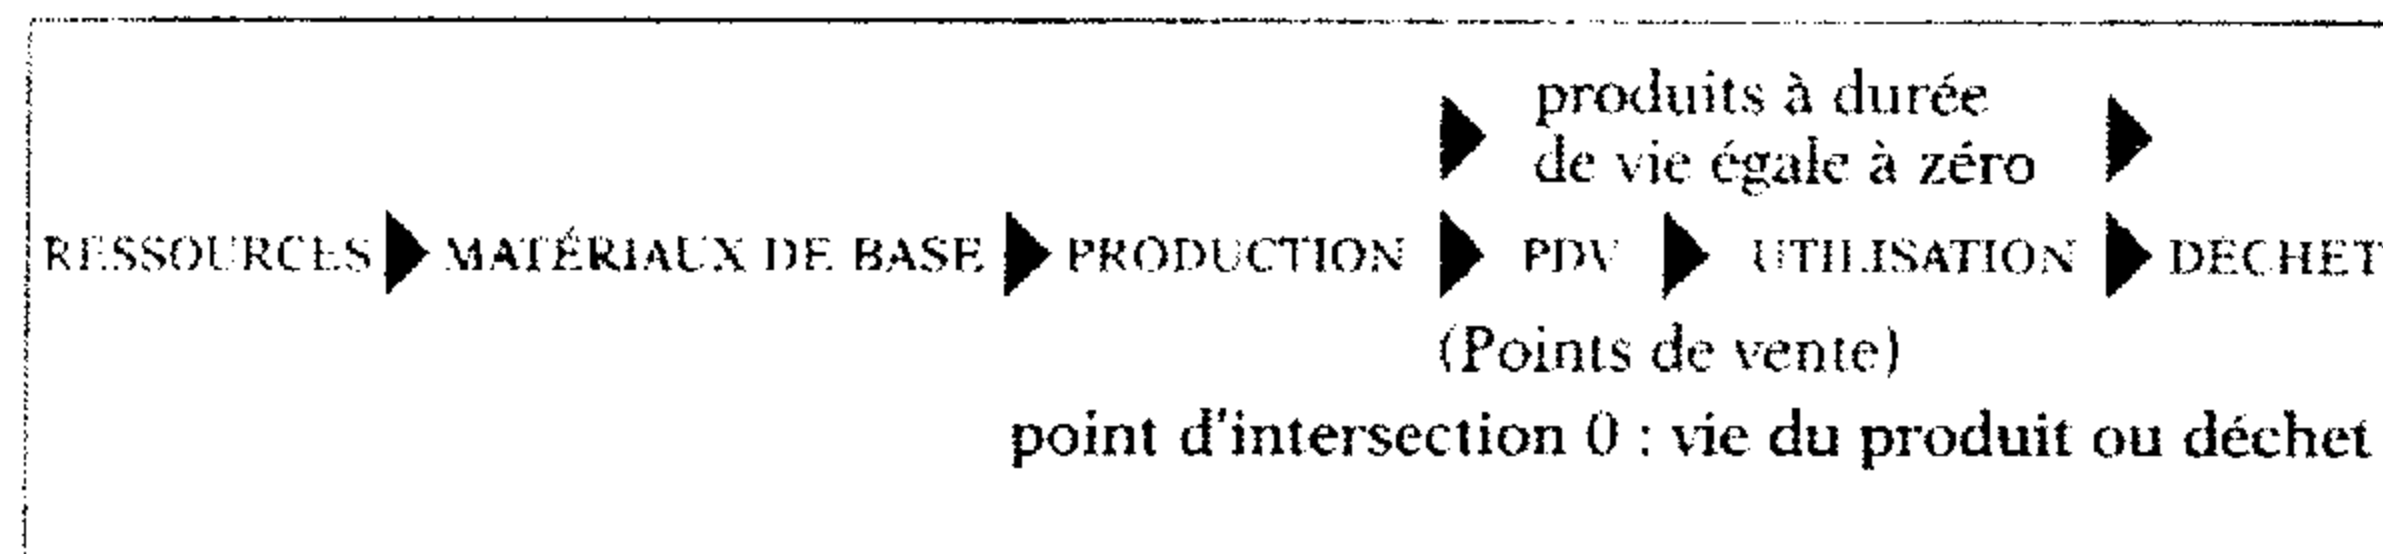 produits à durée
de vie égale à zéro
RESSOURCES MATÉRIAUX DE BASE PRODUCTION PDV UTILISATION DÉCHET
(Points de vente)
point d'intersection 0 : vie du produit ou déchet